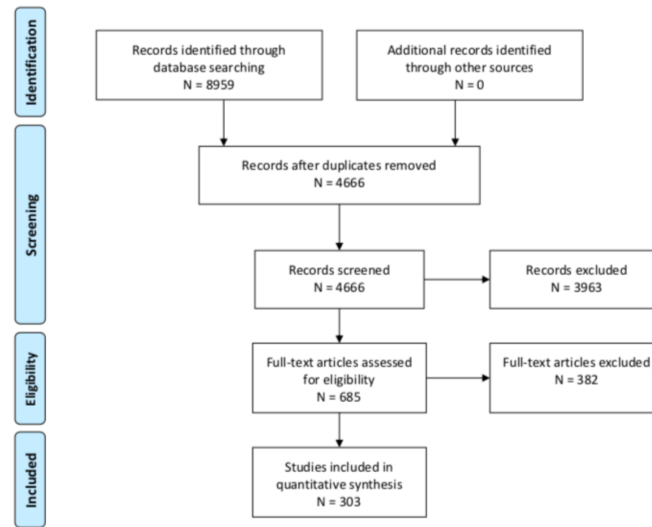 Identification
Records identified through
database searching
N = 8959
Additional records identified
through other sources
N = 0
Screening
Records after duplicates removed
N = 4666
Records screened
N = 4666
Records excluded
N = 3963
Eligibility
Full-text articles assessed
for eligibility
N = 685
Full-text articles excluded
N = 382
Included
Studies included in
quantitative synthesis
N = 303